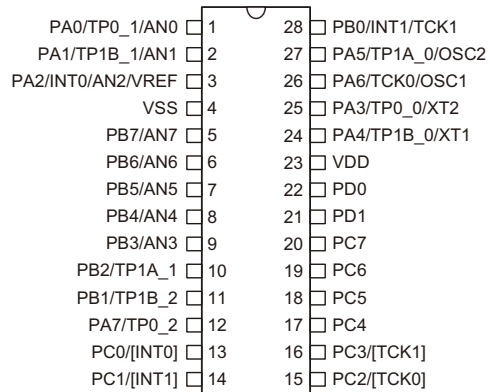 PA0/TP0_1/AN0 1 28 PB0/INT1/TCK1
PA1/TP1B_1/AN1 2 27 PA5/TP1A_0/OSC2
PA2/INT0/AN2/VREF 3 26 PA6/TCK0/OSC1
VSS 4 25 PA3/TP0_0/XT2
PB7/AN7 5 24 PA4/TP1B_0/XT1
PB6/AN6 6 23 VDD
PB5/AN5 7 22 PD0
PB4/AN4 8 21 PD1
PB3/AN3 9 20 PC7
PB2/TP1A_1 10 19 PC6
PB1/TP1B_2 11 18 PC5
PA7/TP0_2 12 17 PC4
PC0/[INT0] 13 16 PC3/[TCK1]
PC1/[INT1] 14 15 PC2/[TCK0]